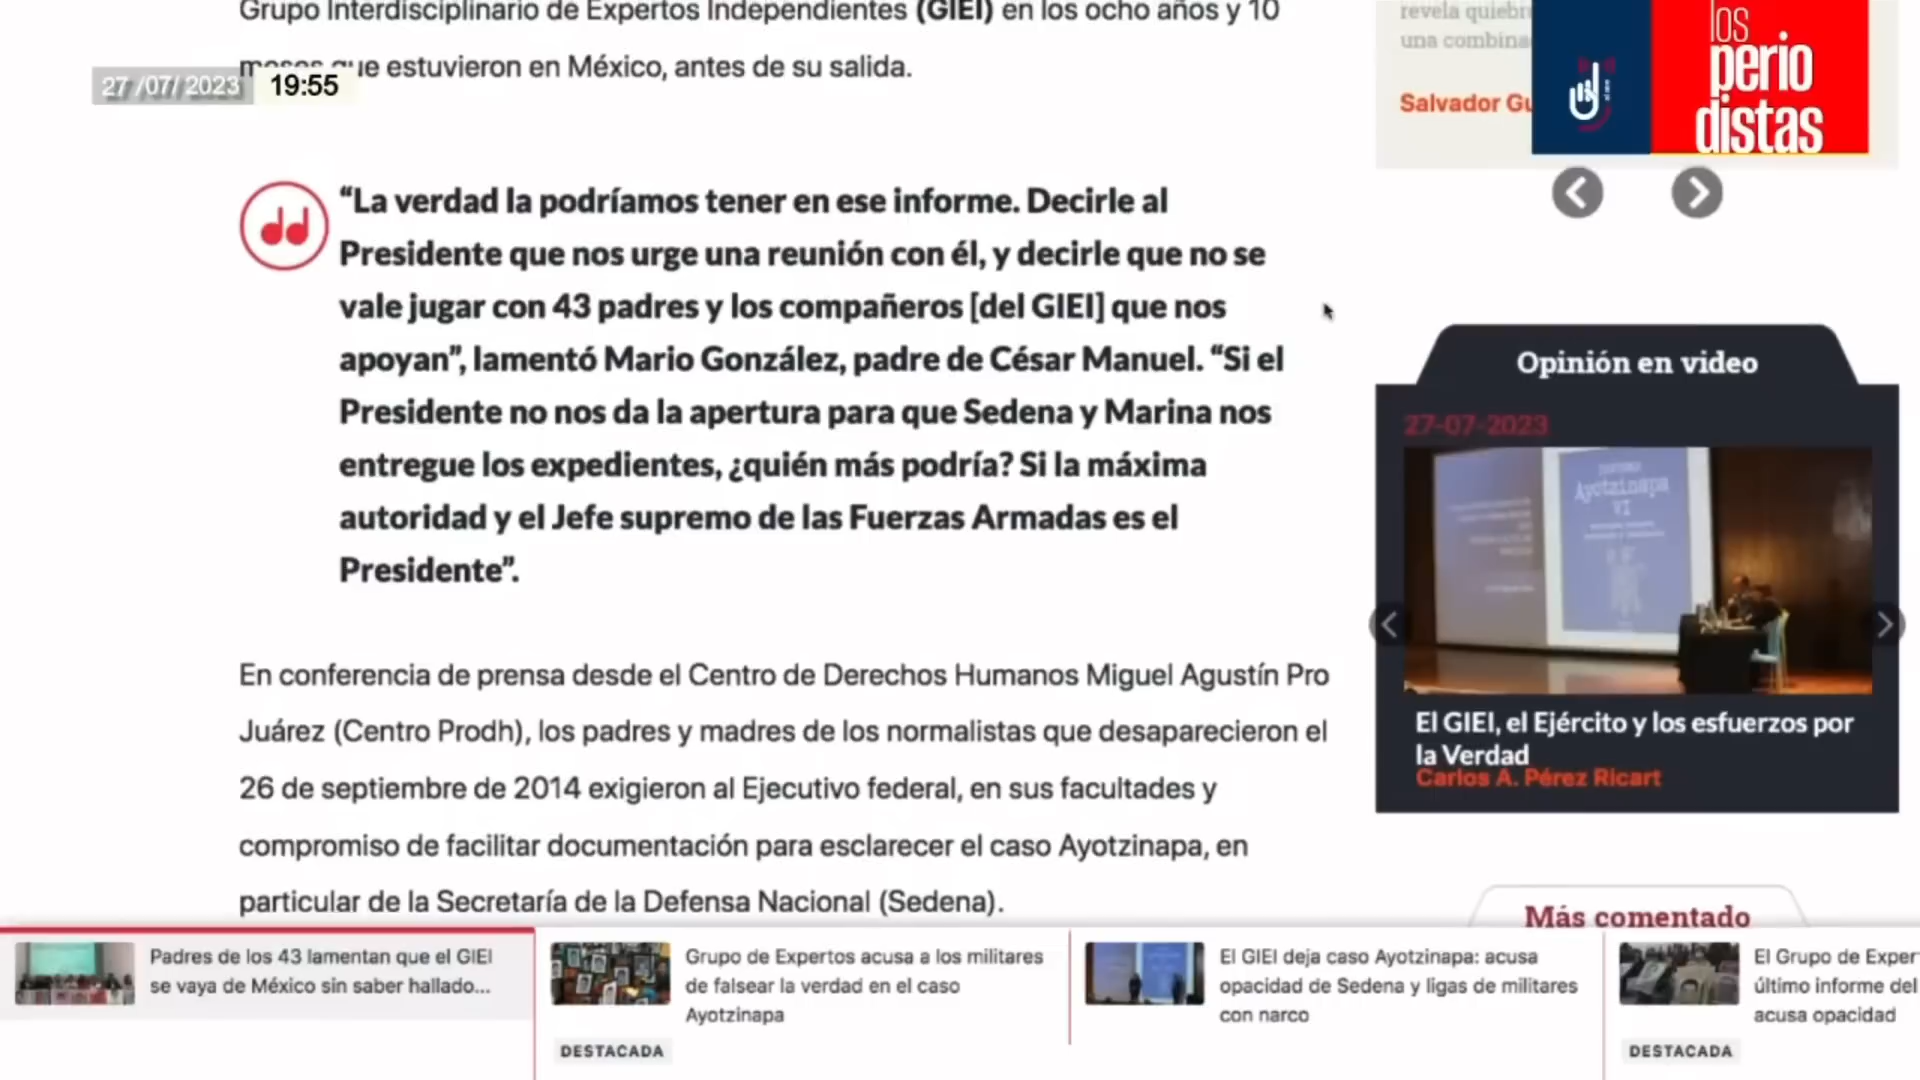 Grupo Interdisciplinario de Expertos Independientes (GIEI) en los ocho años y 10
meses que estuvieron en México, antes de su salida.
27 /07/ 2023 19:55
“La verdad la podríamos tener en ese informe. Decirle al
Presidente que nos urge una reunión con él, y decirle que no se
vale jugar con 43 padres y los compañeros [del GIEI] que nos
apoyan”, lamentó Mario González, padre de César Manuel. “Si el
Presidente no nos da la apertura para que Sedena y Marina nos
entregue los expedientes, ¿quién más podría? Si la máxima
autoridad y el Jefe supremo de las Fuerzas Armadas es el
Presidente”.
En conferencia de prensa desde el Centro de Derechos Humanos Miguel Agustín Pro
Juárez (Centro Prodh), los padres y madres de los normalistas que desaparecieron el
26 de septiembre de 2014 exigieron al Ejecutivo federal, en sus facultades y
compromiso de facilitar documentación para esclarecer el caso Ayotzinapa, en
particular de la Secretaría de la Defensa Nacional (Sedena).
revela
una
Salvador
los
perio
distas
Opinión en video
27-07-2023
Ayotzinapa
VI
El GIEI, el Ejército y los esfuerzos por
la Verdad
Carlos A. Pérez Ricart
Más comentado
Padres de los 43 lamentan que el GIEI
se vaya de México sin saber hallado...
Grupo de Expertos acusa a los militares
de falsear la verdad en el caso
Ayotzinapa
DESTACADA
El GIEI deja caso Ayotzinapa: acusa
opacidad de Sedena y ligas de militares
con narco
El Grupo de Exper
último informe del
acusa opacidad
DESTACADA